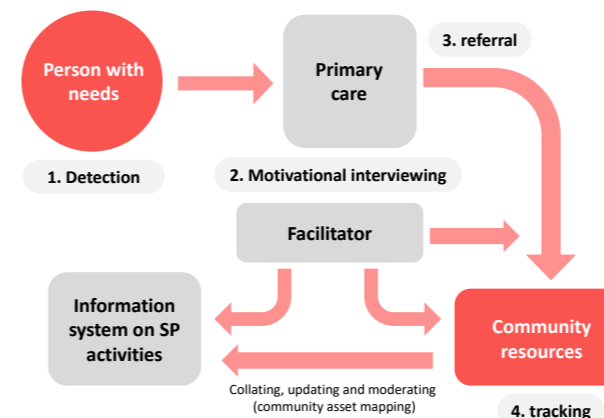 Person with
needs
Primary
care
3. referral
1. Detection
2. Motivational interviewing
Facilitator
Information
system on SP
activities
Community
resources
Collating, updating and moderating
(community asset mapping)
4. tracking